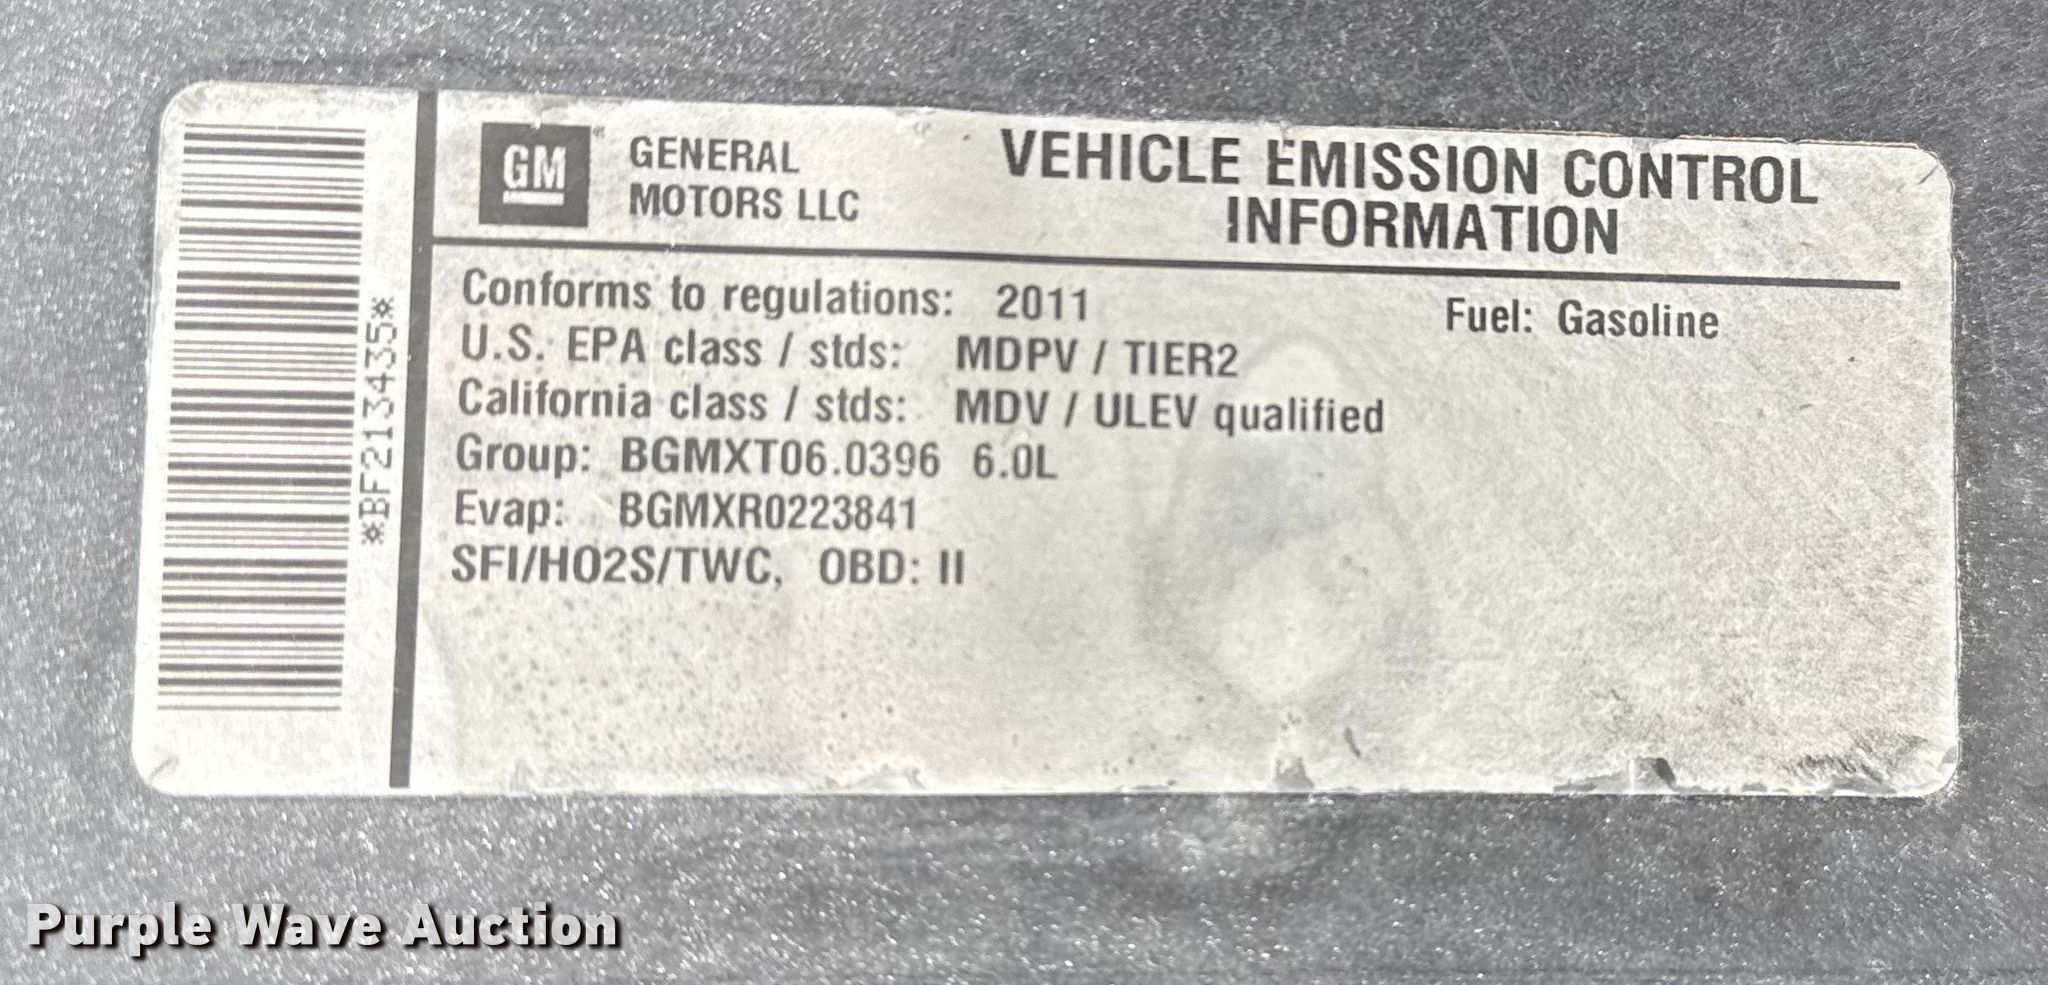 GM
GENERAL
MOTORS LLC
VEHICLE EMISSION CONTROL
INFORMATION
*BF213435*
Conforms to regulations: 2011
Fuel: Gasoline
U.S. EPA class / stds: MDPV / TIER2
California class / stds: MDV / ULEV qualified
Group: BGMXT06.0396 6.0L
Evap: BGMXR0223841
SFI/HO2S/TWC, OBD: II
Purple Wave Auction